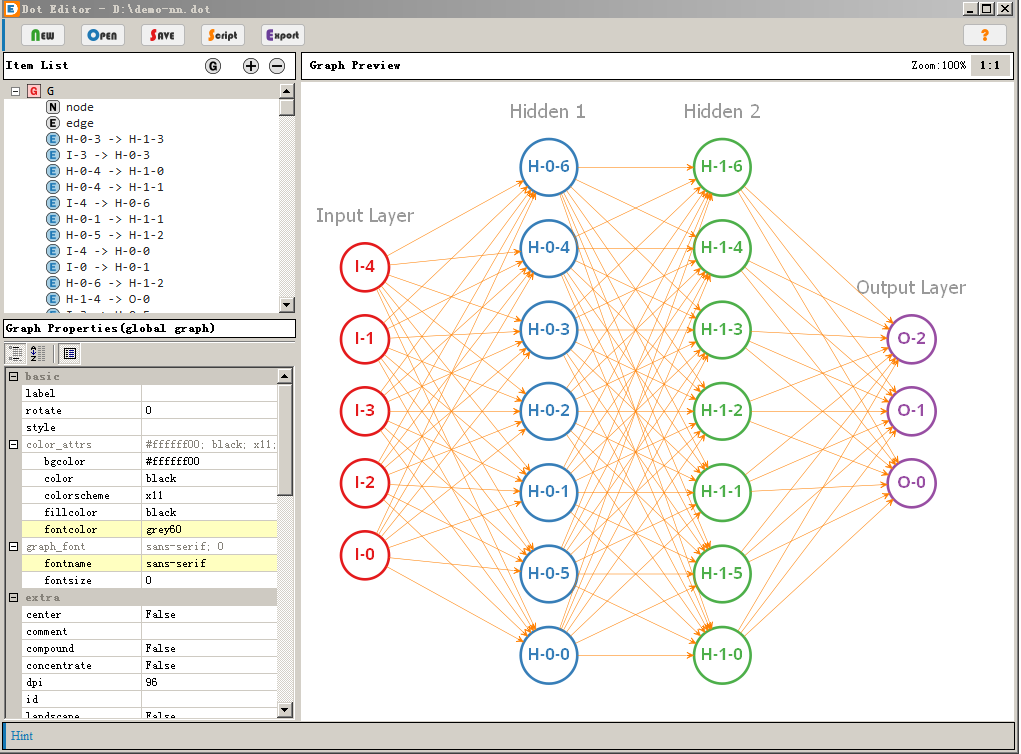 Dot Editor - D:\demo-nn.dot
New Open Save Script Export ?
Item List G
G G
N node
E edge
E H-0-3 -> H-1-3
E I-3 -> H-0-3
E H-0-4 -> H-1-0
E H-0-4 -> H-1-1
E I-4 -> H-0-6
E H-0-1 -> H-1-1
E H-0-5 -> H-1-2
E I-4 -> H-0-0
E I-0 -> H-0-1
E H-0-6 -> H-1-2
E H-1-4 -> O-0
Graph Properties(global graph)
basic
label
rotate 0
style
color_attrs #ffffff00; black; x11;
bgcolor #ffffff00
color black
colorscheme x11
fillcolor black
fontcolor grey60
graph_font sans-serif; 0
fontname sans-serif
fontsize 0
extra
center False
comment
compound False
concentrate False
dpi 96
id
landscape False
Graph Preview Zoom:100% 1:1
Hidden 1 Hidden 2
H-0-6 H-1-6
Input Layer
H-0-4 H-1-4
I-4
Output Layer
H-0-3 H-1-3
I-1 O-2
I-3 H-0-2 H-1-2 O-1
I-2 O-0
H-0-1 H-1-1
I-0
H-0-5 H-1-5
H-0-0 H-1-0
Hint